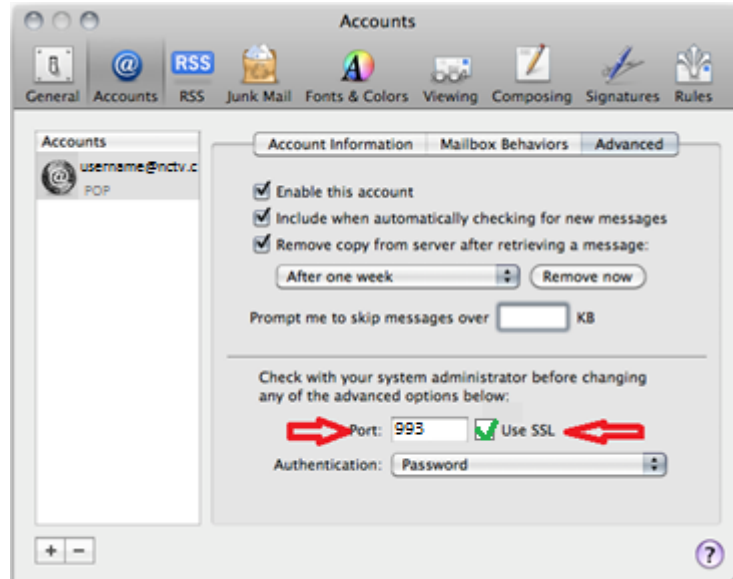 Accounts
General Accounts RSS Junk Mail Fonts & Colors Viewing Composing Signatures Rules
RSS
Accounts
username@nctv.c
POP
Account Information Mailbox Behaviors Advanced
Enable this account
Include when automatically checking for new messages
Remove copy from server after retrieving a message:
After one week Remove now
Prompt me to skip messages over KB
Check with your system administrator before changing
any of the advanced options below:
Port: 993 Use SSL
Authentication: Password
+ - ?